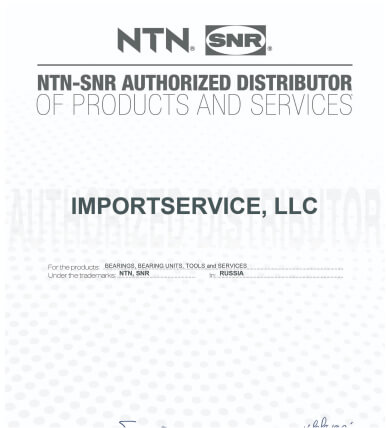 NTN® SNR®
NTN-SNR AUTHORIZED DISTRIBUTOR
OF PRODUCTS AND SERVICES
AUTHORIZED DISTRIBUTOR
IMPORTSERVICE, LLC
For the products: BEARINGS, BEARING UNITS, TOOLS and SERVICES
Under the trademarks: NTN, SNR in: RUSSIA